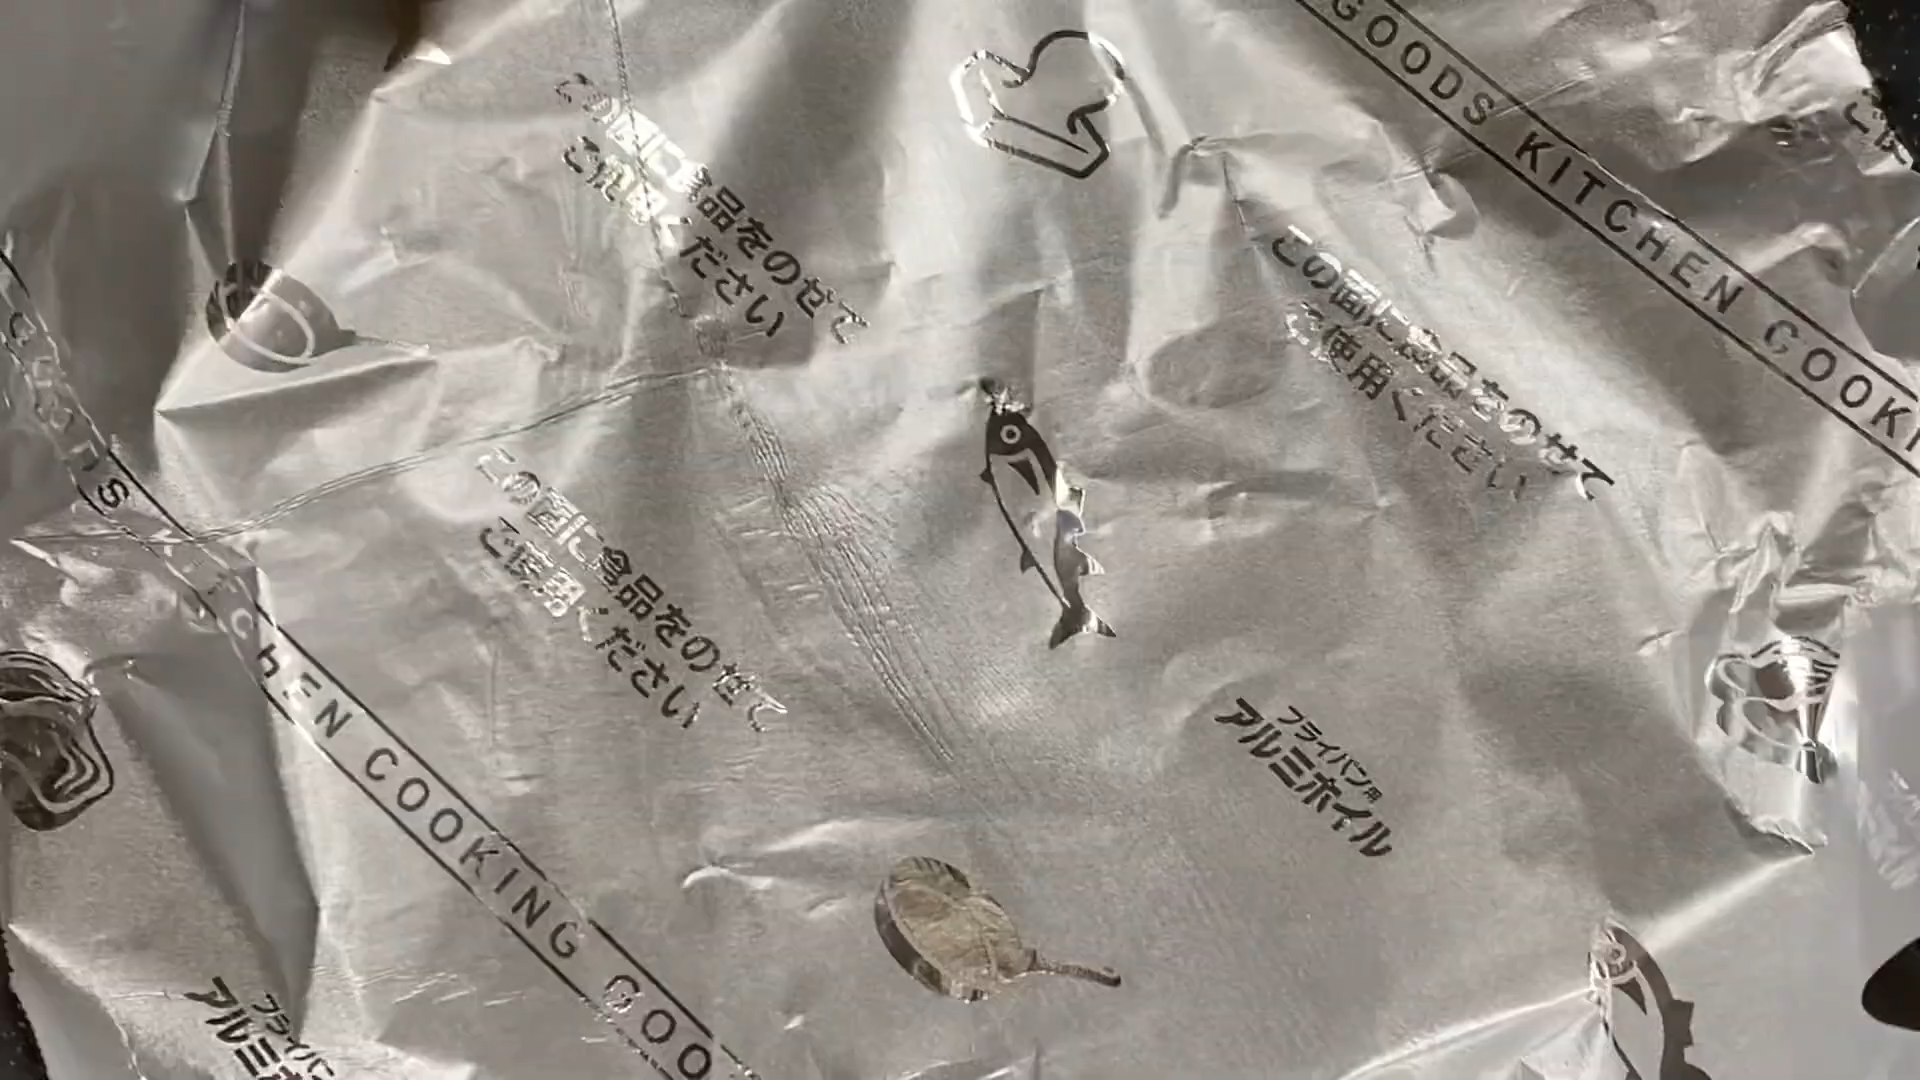 GOODS KITCHEN COOKI
この面に食品をのせて
ご使用ください
この面に食品をのせて
ご使用ください
この面に食品をのせて
ご使用ください
KITCHEN COOKING GOO
フライパン用
アルミホイル
フライパン
アルミホ